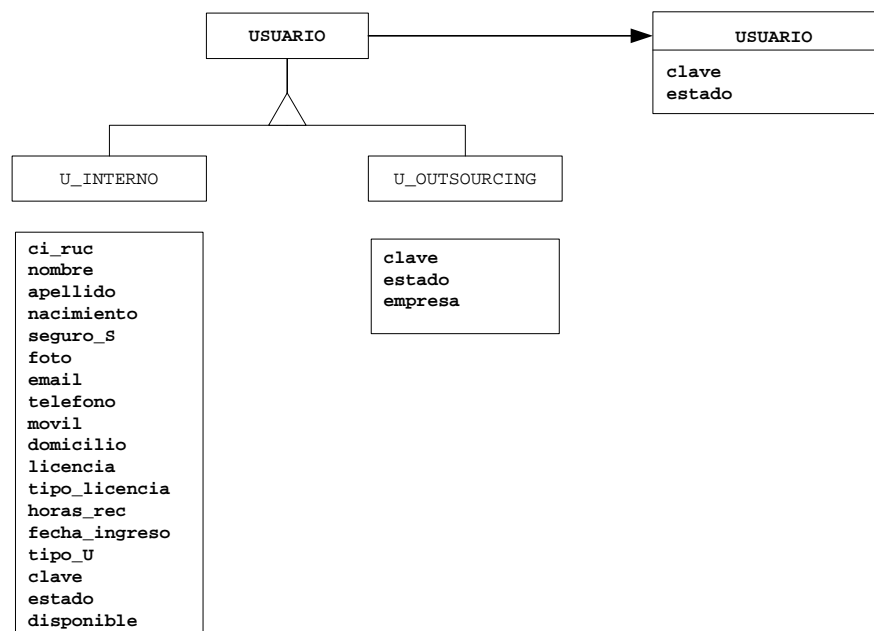 USUARIO
USUARIO
clave
estado
U_INTERNO
U_OUTSOURCING
ci_ruc
nombre
apellido
nacimiento
seguro_S
foto
email
telefono
movil
domicilio
licencia
tipo_licencia
horas_rec
fecha_ingreso
tipo_U
clave
estado
disponible
clave
estado
empresa